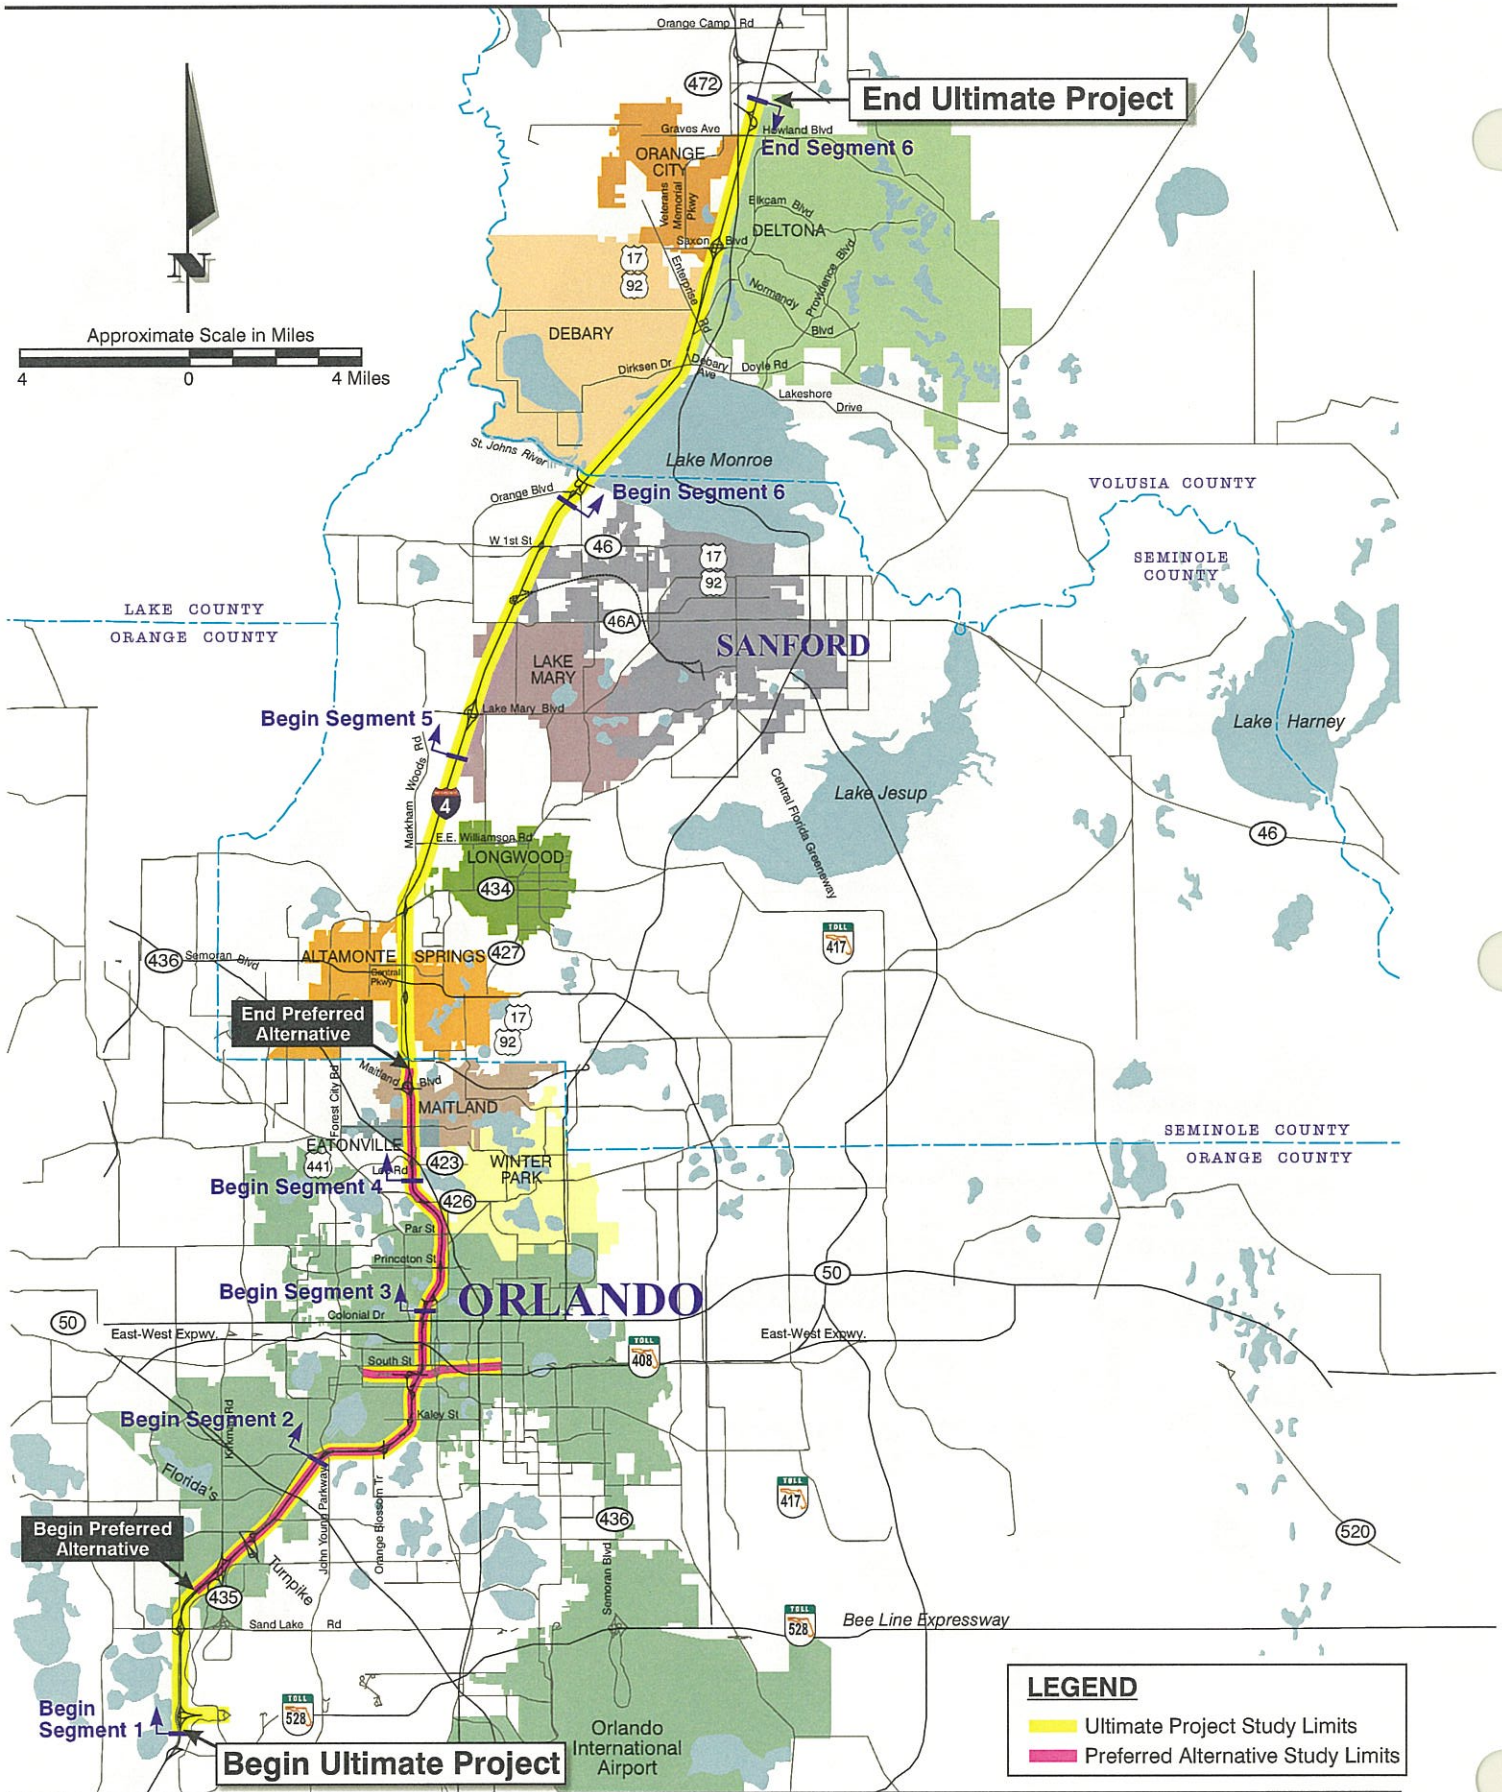 Orange Camp Rd
472
End Ultimate Project
Graves Ave
Howland Blvd
End Segment 6
ORANGE
CITY
Veterans
Memorial
Pkwy
Elkcam Blvd
DELTONA
Saxon Blvd
17
92
Enterprise Rd
Normandy
Blvd
Providence Blvd
N
Approximate Scale in Miles
4
0
4 Miles
DEBARY
Dirksen Dr
Debary
Ave
Doyle Rd
Lakeshore
Drive
St. Johns River
Lake Monroe
Orange Blvd
Begin Segment 6
VOLUSIA COUNTY
SEMINOLE
COUNTY
W 1st St
46
17
92
LAKE COUNTY
ORANGE COUNTY
46A
SANFORD
LAKE
MARY
Lake Mary Blvd
Begin Segment 5
Markham Woods Rd
Lake Harney
Lake Jesup
Central Florida Greeneway
4
46
E.E. Williamson Rd
LONGWOOD
434
TOLL
417
436
Semoran Blvd
ALTAMONTE SPRINGS
427
Central
Pkwy
End Preferred
Alternative
17
92
Maitland Blvd
Forest City Rd
MAITLAND
SEMINOLE COUNTY
ORANGE COUNTY
EATONVILLE
441
Lee Rd
423
WINTER
PARK
Begin Segment 4
426
Par St
Princeton St
50
Begin Segment 3
ORLANDO
Colonial Dr
50
East-West Expwy.
East-West Expwy.
South St
TOLL
408
Begin Segment 2
Kirkman Rd
Kaley St
Florida's
Turnpike
John Young Parkway
Orange Blossom Tr
TOLL
417
436
520
Begin Preferred
Alternative
435
Semoran Blvd
Sand Lake Rd
TOLL
528
Bee Line Expressway
Begin
Segment 1
TOLL
528
Begin Ultimate Project
Orlando
International
Airport
LEGEND
Ultimate Project Study Limits
Preferred Alternative Study Limits